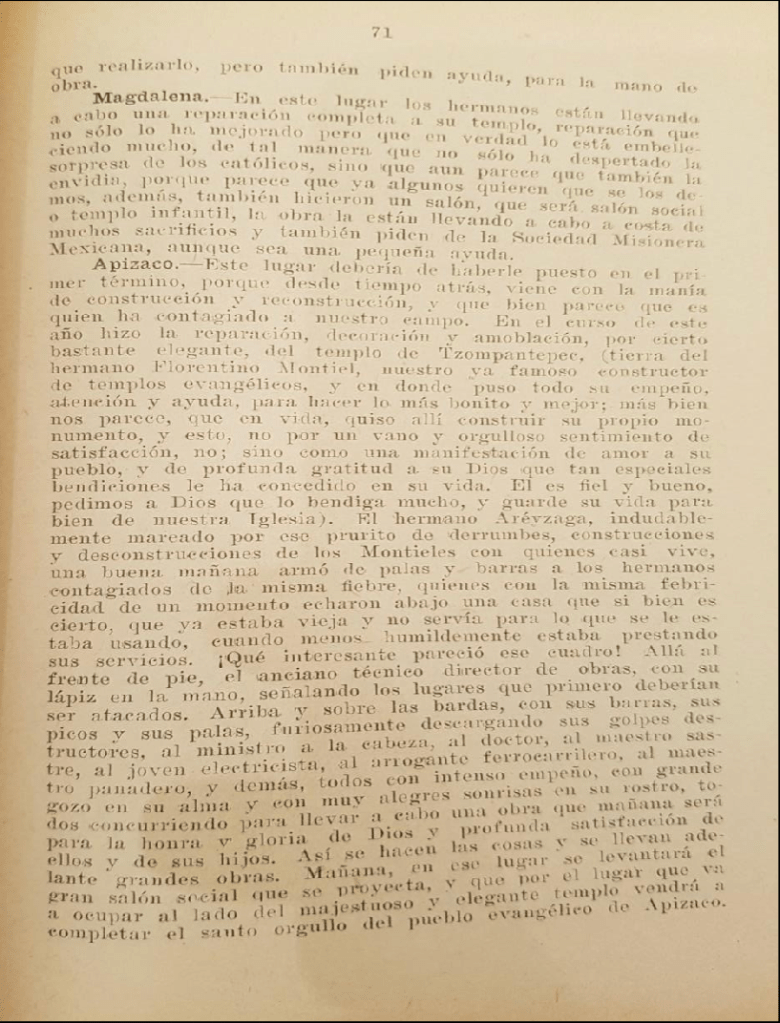 71
que realizarlo, pero también piden ayuda, para la mano de
obra.
Magdalena.—En este lugar los hermanos están llevando
a cabo una reparación completa a su templo, reparación que
no sólo lo ha mejorado pero que en verdad lo está embelle-
ciendo mucho, de tal manera que no sólo ha despertado la
sorpresa de los católicos, sino que aun parece que también la
envidia, porque parece que ya algunos quieren que se los de-
mos, además, también hicieron un salón, que será salón social
o templo infantil, la obra la están llevando a cabo a costa de
muchos sacrificios y también piden de la Sociedad Misionera
Mexicana, aunque sea una pequeña ayuda.
Apizaco.—Este lugar debería de haberle puesto en el pri-
mer término, porque desde tiempo atrás, viene con la manía
de construcción y reconstrucción, y que bien parece que es
quien ha contagiado a nuestro campo. En el curso de este
año hizo la reparación, decoración y amoblación, por cierto
bastante elegante, del templo de Tzompantepec, (tierra del
hermano Florentino Montiel, nuestro ya famoso constructor
de templos evangélicos, y en donde puso todo su empeño,
atención y ayuda, para hacer lo más bonito y mejor; más bien
nos parece, que en vida, quiso allí construir su propio mo-
numento, y esto, no por un vano y orgulloso sentimiento de
satisfacción, no; sino como una manifestación de amor a su
pueblo, y de profunda gratitud a su Dios que tan especiales
bendiciones le ha concedido en su vida. El es fiel y bueno,
pedimos a Dios que lo bendiga mucho, y guarde su vida para
bien de nuestra Iglesia). El hermano Aréyzaga, indudable-
mente mareado por ese prurito de derrumbes, construcciones
y desconstrucciones de los Montieles con quienes casi vive,
una buena mañana armó de palas y barras a los hermanos
contagiados de la misma fiebre, quienes con la misma febri-
cidad de un momento echaron abajo una casa que si bien es
cierto, que ya estaba vieja y no servía para lo que se le es-
taba usando, cuando menos humildemente estaba prestando
sus servicios. ¡Qué interesante pareció ese cuadro! Allá al
frente de pie, el anciano técnico director de obras, con su
lápiz en la mano, señalando los lugares que primero deberían
ser atacados. Arriba y sobre las bardas, con sus barras, sus
picos y sus palas, furiosamente descargando sus golpes des-
tructores, al ministro a la cabeza, al doctor, al maestro sas-
tre, al joven electricista, al arrogante ferrocarrilero, al maes-
tro panadero, y demás, todos con intenso empeño, con grande
gozo en su alma y con muy alegres sonrisas en su rostro, to-
dos concurriendo para llevar a cabo una obra que mañana será
para la honra y gloria de Dios y profunda satisfacción de
ellos y de sus hijos. Así se hacen las cosas y se llevan ade-
lante grandes obras. Mañana, en ese lugar se levantará el
gran salón social que se proyecta, y que por el lugar que va
a ocupar al lado del majestuoso y elegante templo vendrá a
completar el santo orgullo del pueblo evangélico de Apizaco.